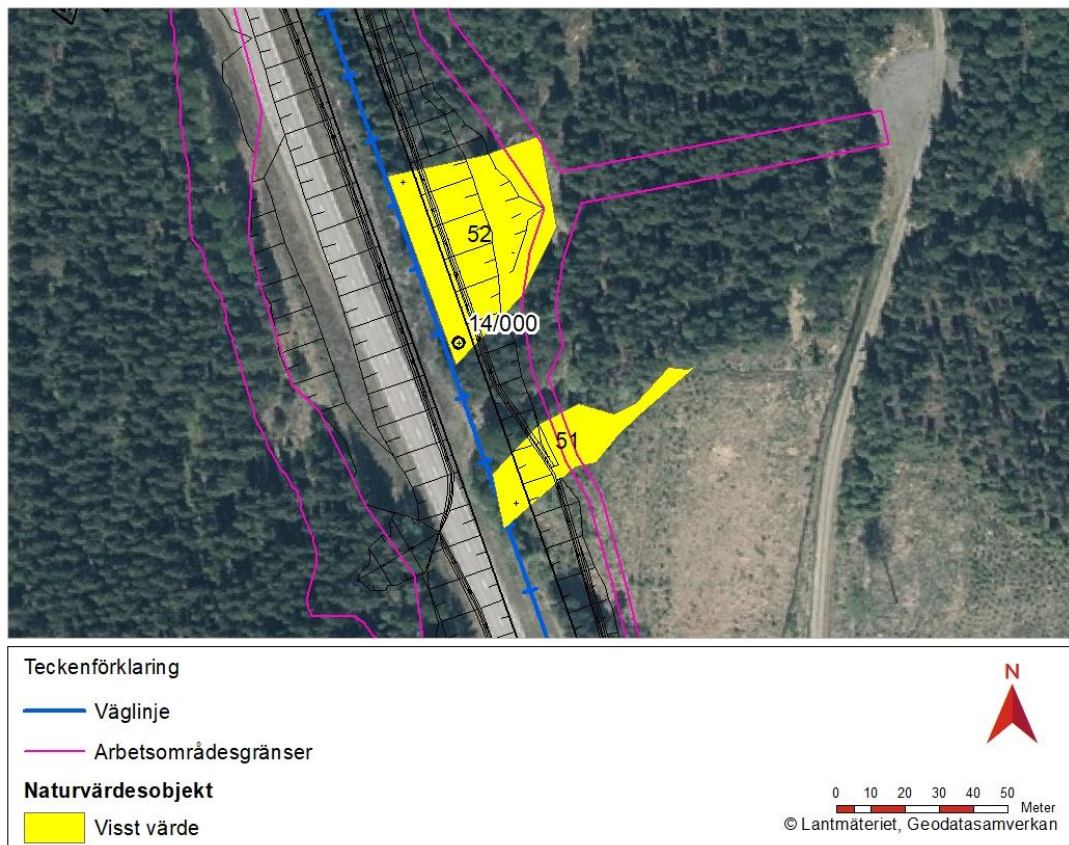 52
14/000
51
Teckenförklaring
Väglinje
Arbetsområdesgränser
Naturvärdesobjekt
Visst värde
N
0 10 20 30 40 50
Meter
© Lantmäteriet, Geodatasamverkan